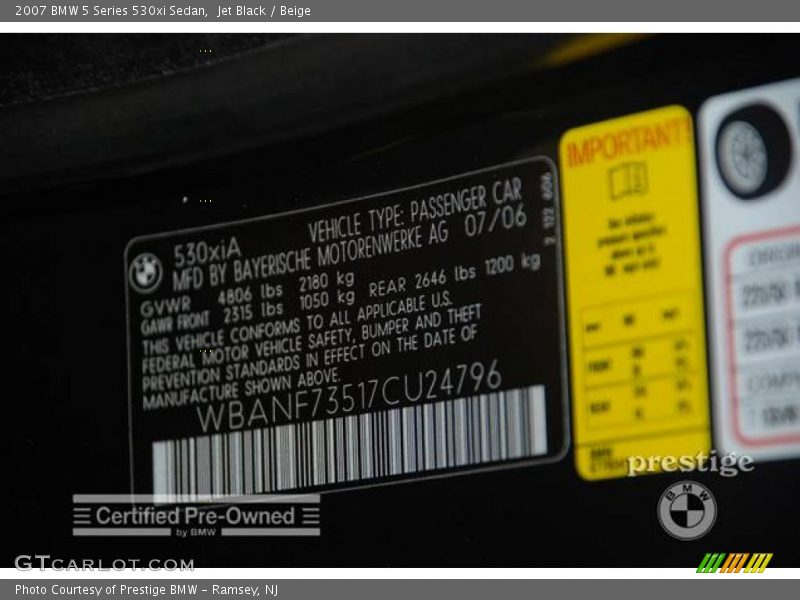 2007 BMW 5 Series 530xi Sedan, Jet Black / Beige
530xiA
VEHICLE TYPE: PASSENGER CAR
MFD BY BAYERISCHE MOTORENWERKE AG 07/06
GVWR 4806 lbs 2180 kg
GAWR FRONT 2315 lbs 1050 kg REAR 2646 lbs 1200 kg
THIS VEHICLE CONFORMS TO ALL APPLICABLE U.S.
FEDERAL MOTOR VEHICLE SAFETY, BUMPER AND THEFT
PREVENTION STANDARDS IN EFFECT ON THE DATE OF
MANUFACTURE SHOWN ABOVE.
WBANF73517CU24796
2 122 606
IMPORTANT!
prestige
BMW
Certified Pre-Owned
by BMW
GTCARLOT.COM
Photo Courtesy of Prestige BMW - Ramsey, NJ